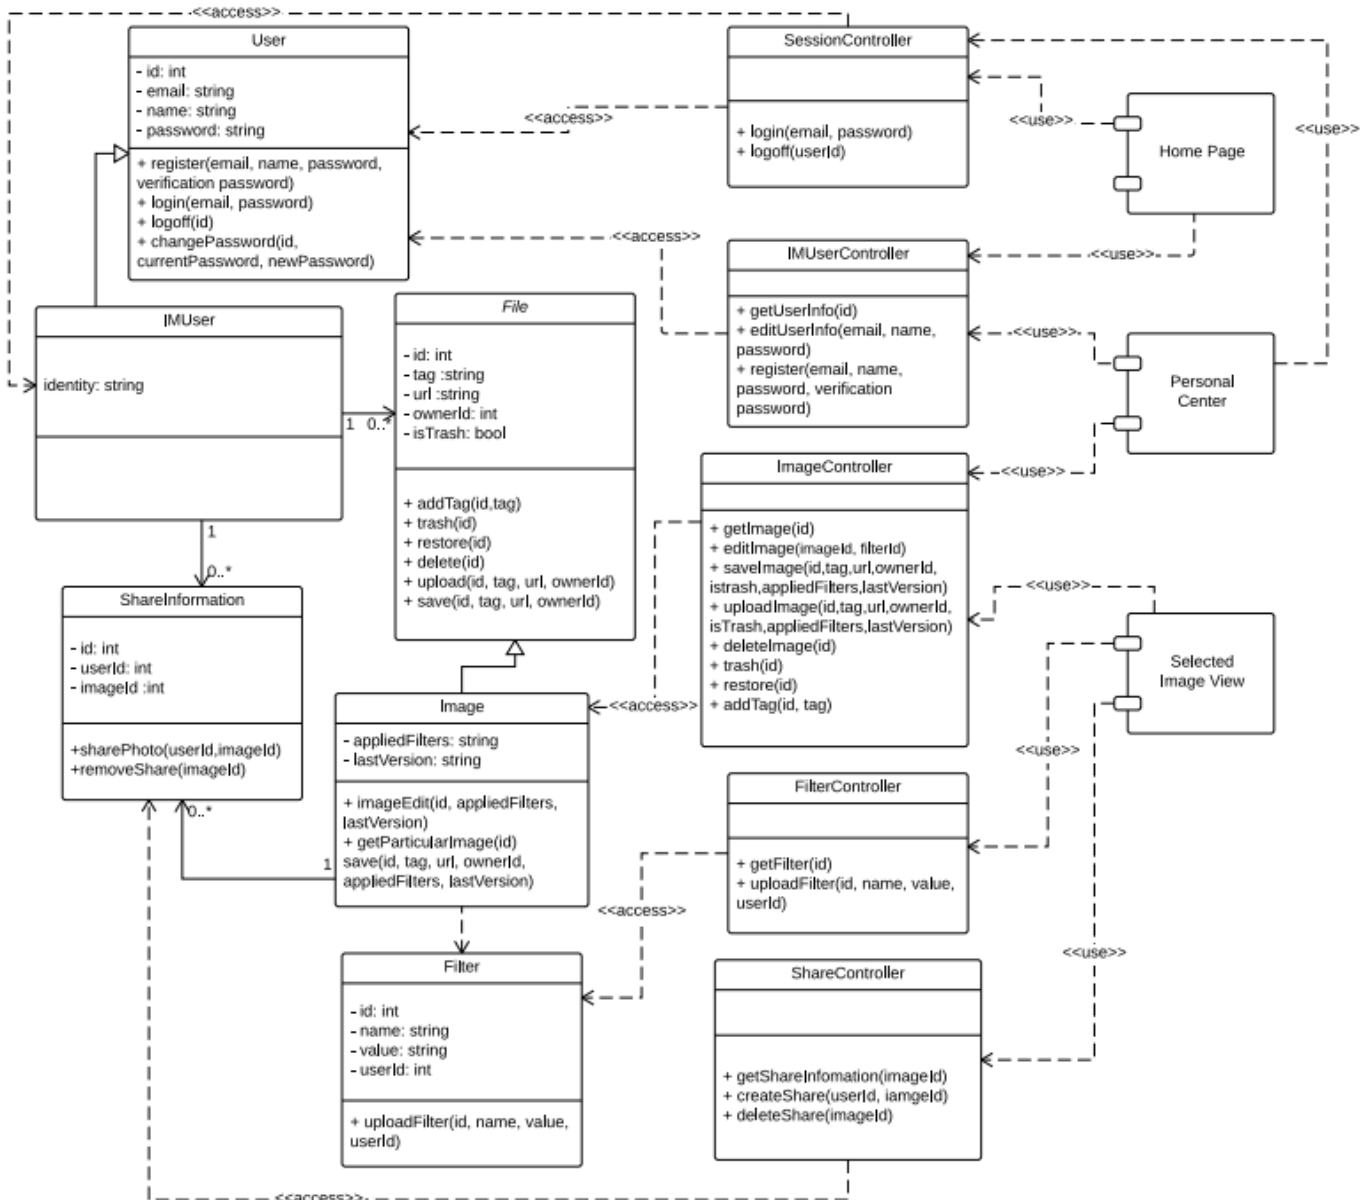 <<access>>
User
- id: int
- email: string
- name: string
- password: string
+ register(email, name, password,
verification password)
+ login(email, password)
+ logoff(id)
+ changePassword(id,
currentPassword, newPassword)
<<access>>
SessionController
+ login(email, password)
+ logoff(userId)
<<use>>
Home Page
<<use>>
<<access>>
IMUserController
+ getUserInfo(id)
+ editUserInfo(email, name,
password)
+ register(email, name,
password, verification
password)
<<use>>
<<use>>
Personal
Center
<<use>>
IMUser
identity: string
1
0..*
1
0..*
File
- id: int
- tag :string
- url :string
- ownerId: int
- isTrash: bool
+ addTag(id,tag)
+ trash(id)
+ restore(id)
+ delete(id)
+ upload(id, tag, url, ownerId)
+ save(id, tag, url, ownerId)
ImageController
+ getImage(id)
+ editImage(imageId, filterId)
+ saveImage(id,tag,url,ownerId,
istrash,appliedFilters,lastVersion)
+ uploadImage(id,tag,url,ownerId,
isTrash,appliedFilters,lastVersion)
+ deleteImage(id)
+ trash(id)
+ restore(id)
+ addTag(id, tag)
<<access>>
<<use>>
Selected
Image View
<<use>>
<<use>>
ShareInformation
- id: int
- userId: int
- imageId :int
+sharePhoto(userId,imageId)
+removeShare(imageId)
0..*
1
Image
- appliedFilters: string
- lastVersion: string
+ imageEdit(id, appliedFilters,
lastVersion)
+ getParticularImage(id)
save(id, tag, url, ownerId,
appliedFilters, lastVersion)
FilterController
+ getFilter(id)
+ uploadFilter(id, name, value,
userId)
<<access>>
Filter
- id: int
- name: string
- value: string
- userId: int
+ uploadFilter(id, name, value,
userId)
ShareController
+ getShareInfomation(imageId)
+ createShare(userId, iamgeId)
+ deleteShare(imageId)
<<access>>